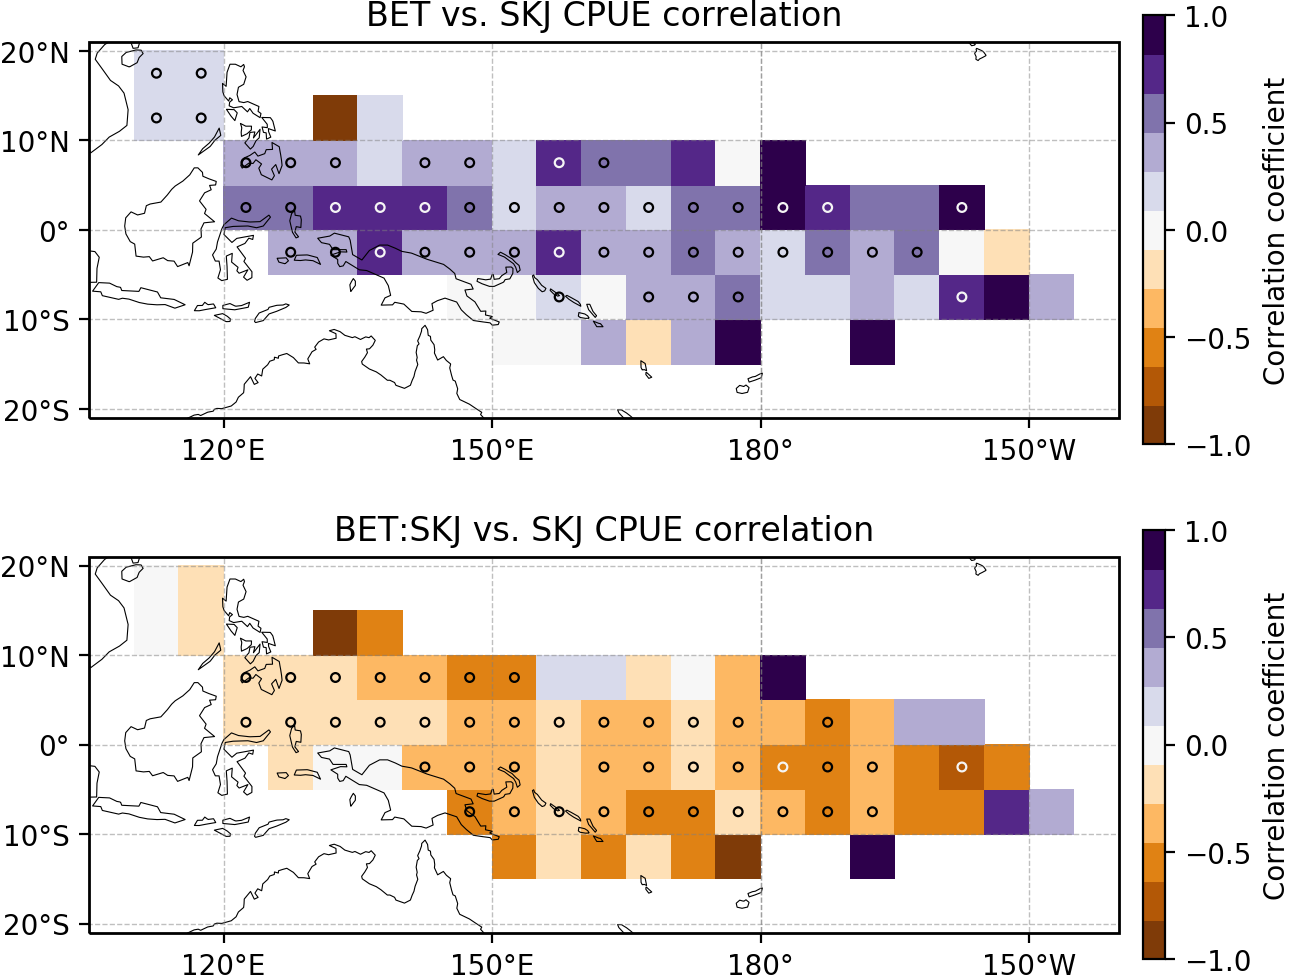 BET vs. SKJ CPUE correlation
20°N
10°N
0°
10°S
20°S
120°E
150°E
180°
150°W
1.0
0.5
0.0
−0.5
−1.0
Correlation coefficient
BET:SKJ vs. SKJ CPUE correlation
20°N
10°N
0°
10°S
20°S
120°E
150°E
180°
150°W
1.0
0.5
0.0
−0.5
−1.0
Correlation coefficient